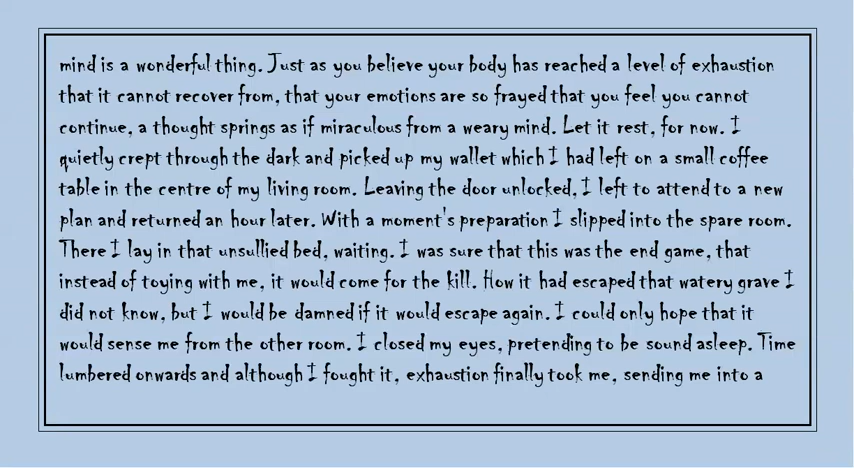 mind is a wonderful thing. Just as you believe your body has reached a level of exhaustion
that it cannot recover from, that your emotions are so frayed that you feel you cannot
continue, a thought springs as if miraculous from a weary mind. Let it rest, for now. I
quietly crept through the dark and picked up my wallet which I had left on a small coffee
table in the centre of my living room. Leaving the door unlocked, I left to attend to a new
plan and returned an hour later. With a moment's preparation I slipped into the spare room.
There I lay in that unsullied bed, waiting. I was sure that this was the end game, that
instead of toying with me, it would come for the kill. How it had escaped that watery grave I
did not know, but I would be damned if it would escape again. I could only hope that it
would sense me from the other room. I closed my eyes, pretending to be sound asleep. Time
lumbered onwards and although I fought it, exhaustion finally took me, sending me into a